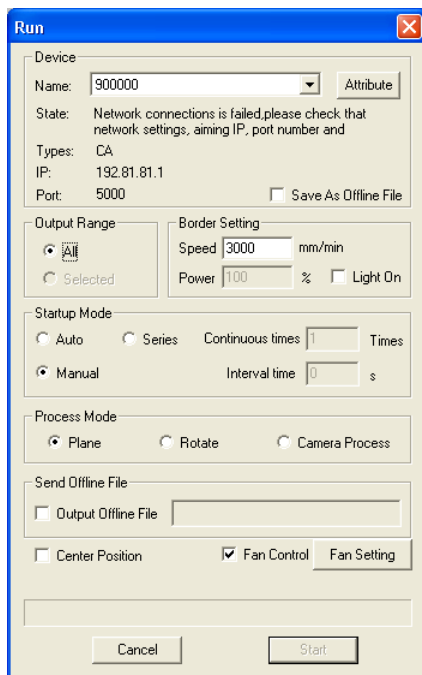 Run
Device
Name: 900000 Attribute
State: Network connections is failed,please check that
network settings, aiming IP, port number and
Types: CA
IP: 192.81.81.1
Port: 5000 Save As Offline File
Output Range Border Setting
All Speed 3000 mm/min
Selected Power 100 % Light On
Startup Mode
Auto Series Continuous times 1 Times
Manual Interval time 0 s
Process Mode
Plane Rotate Camera Process
Send Offline File
Output Offline File
Center Position Fan Control Fan Setting
Cancel Start